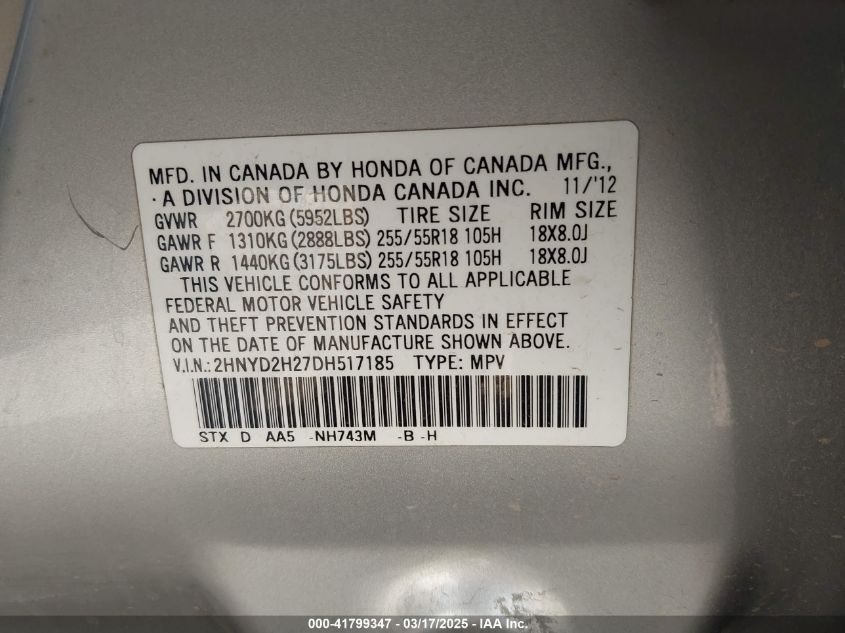 MFD. IN CANADA BY HONDA OF CANADA MFG.,
· A DIVISION OF HONDA CANADA INC. 11/'12
GVWR 2700KG (5952LBS) TIRE SIZE RIM SIZE
GAWR F 1310KG (2888LBS) 255/55R18 105H 18X8.0J
GAWR R 1440KG (3175LBS) 255/55R18 105H 18X8.0J
THIS VEHICLE CONFORMS TO ALL APPLICABLE
FEDERAL MOTOR VEHICLE SAFETY
AND THEFT PREVENTION STANDARDS IN EFFECT
ON THE DATE OF MANUFACTURE SHOWN ABOVE.
V.I.N.: 2HNYD2H27DH517185 TYPE: MPV
STX D AA5 -NH743M -B -H
000-41799347 - 03/17/2025 - IAA Inc.